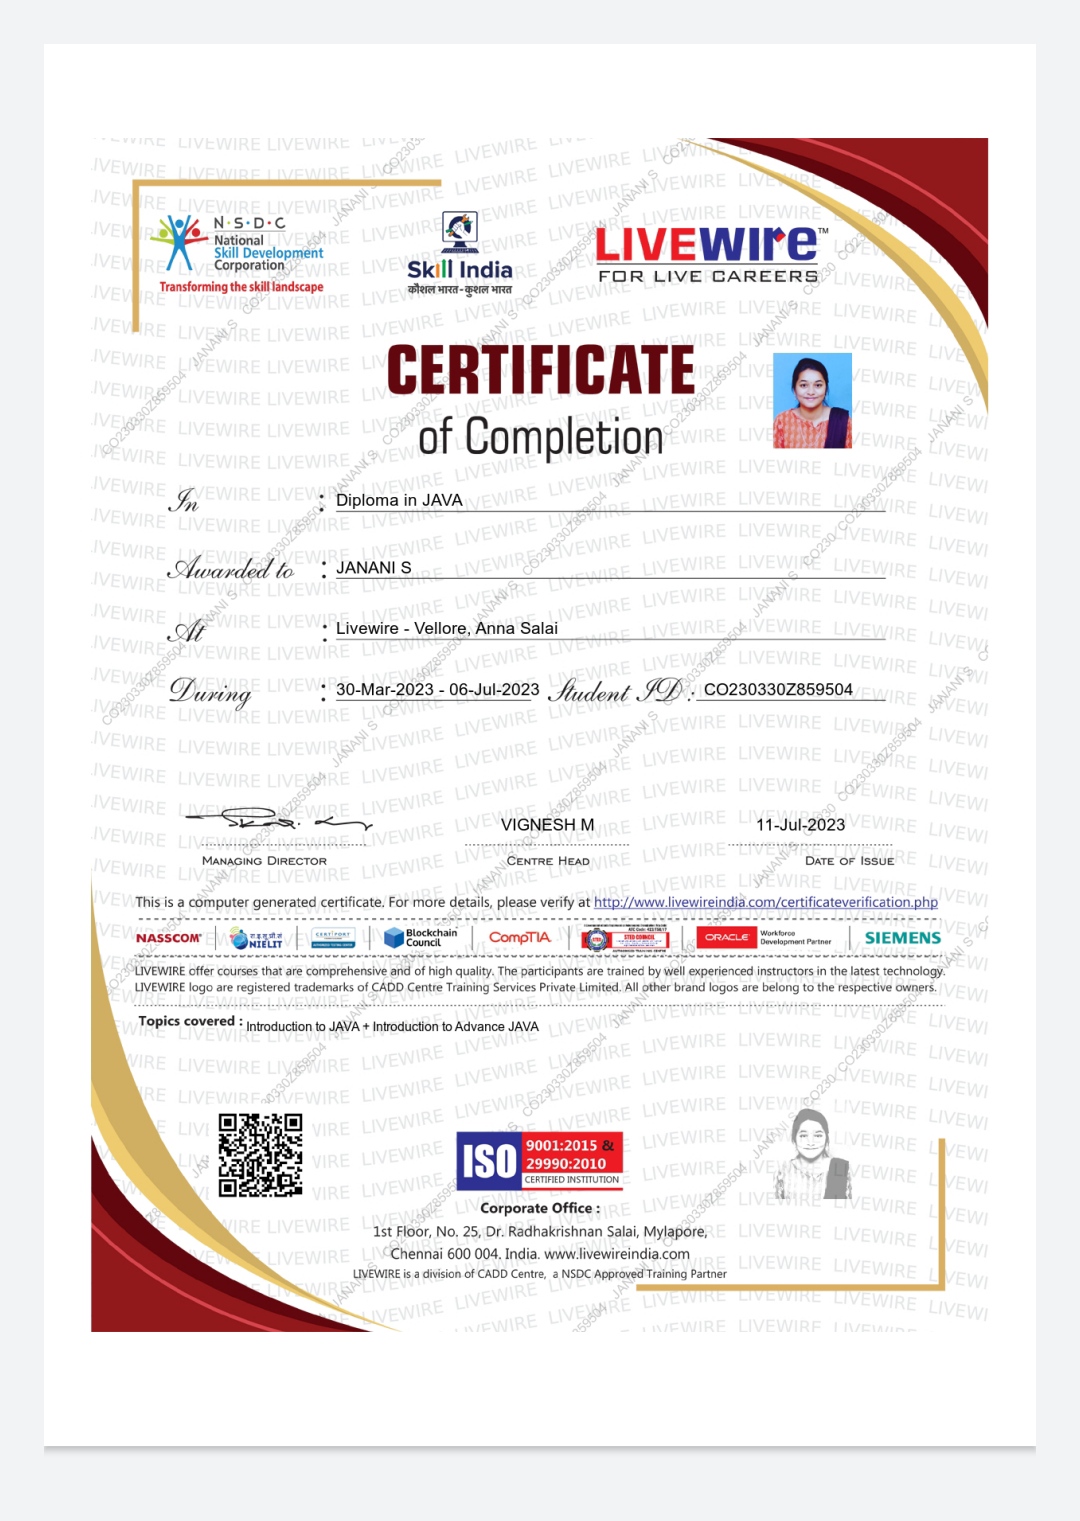 N·S·D·C
National
Skill Development
Corporation
Transforming the skill landscape
Skill India
कौशल भारत - कुशल भारत
LIVEWIRE™
FOR LIVE CAREERS
CERTIFICATE
of Completion
In : Diploma in JAVA
Awarded to : JANANI S
At : Livewire - Vellore, Anna Salai
During : 30-Mar-2023 - 06-Jul-2023 Student ID : CO230330Z859504
VIGNESH M 11-Jul-2023
MANAGING DIRECTOR CENTRE HEAD DATE OF ISSUE
This is a computer generated certificate. For more details, please verify at http://www.livewireindia.com/certificateverification.php
NASSCOM NIELIT CERTIPORT Blockchain Council CompTIA STED COUNCIL ORACLE Workforce Development Partner SIEMENS
LIVEWIRE offer courses that are comprehensive and of high quality. The participants are trained by well experienced instructors in the latest technology.
LIVEWIRE logo are registered trademarks of CADD Centre Training Services Private Limited. All other brand logos are belong to the respective owners.
Topics covered : Introduction to JAVA + Introduction to Advance JAVA
ISO 9001:2015 &
29990:2010
CERTIFIED INSTITUTION
Corporate Office :
1st Floor, No. 25, Dr. Radhakrishnan Salai, Mylapore,
Chennai 600 004. India. www.livewireindia.com
LIVEWIRE is a division of CADD Centre, a NSDC Approved Training Partner